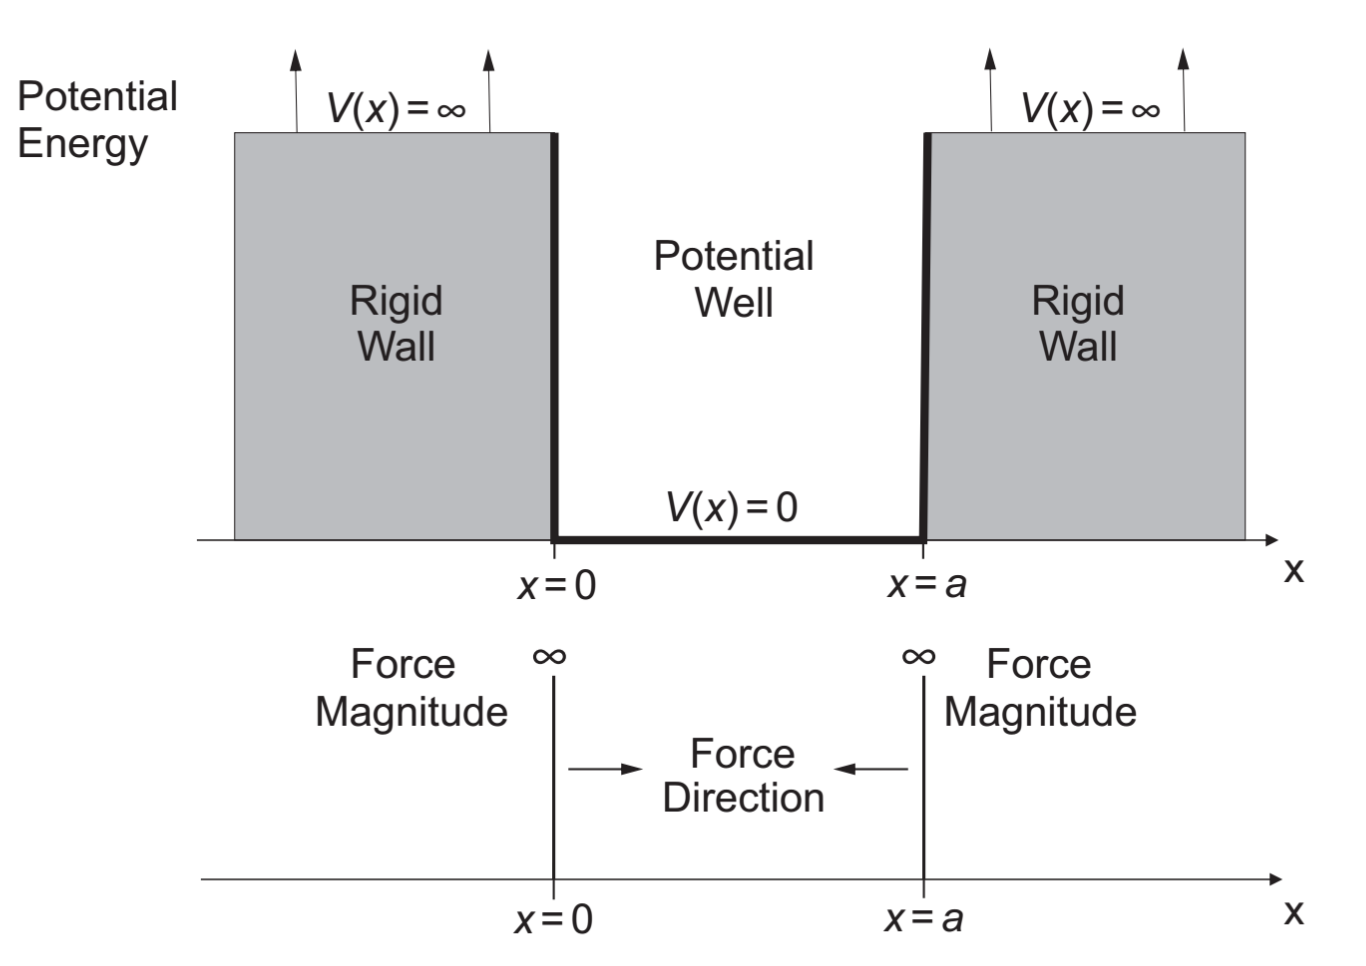 Potential
Energy
V(x) = ∞
V(x) = ∞
Rigid
Wall
Potential
Well
Rigid
Wall
V(x) = 0
x = 0
x = a
x
Force
Magnitude
∞
∞
Force
Magnitude
Force
Direction
x = 0
x = a
x